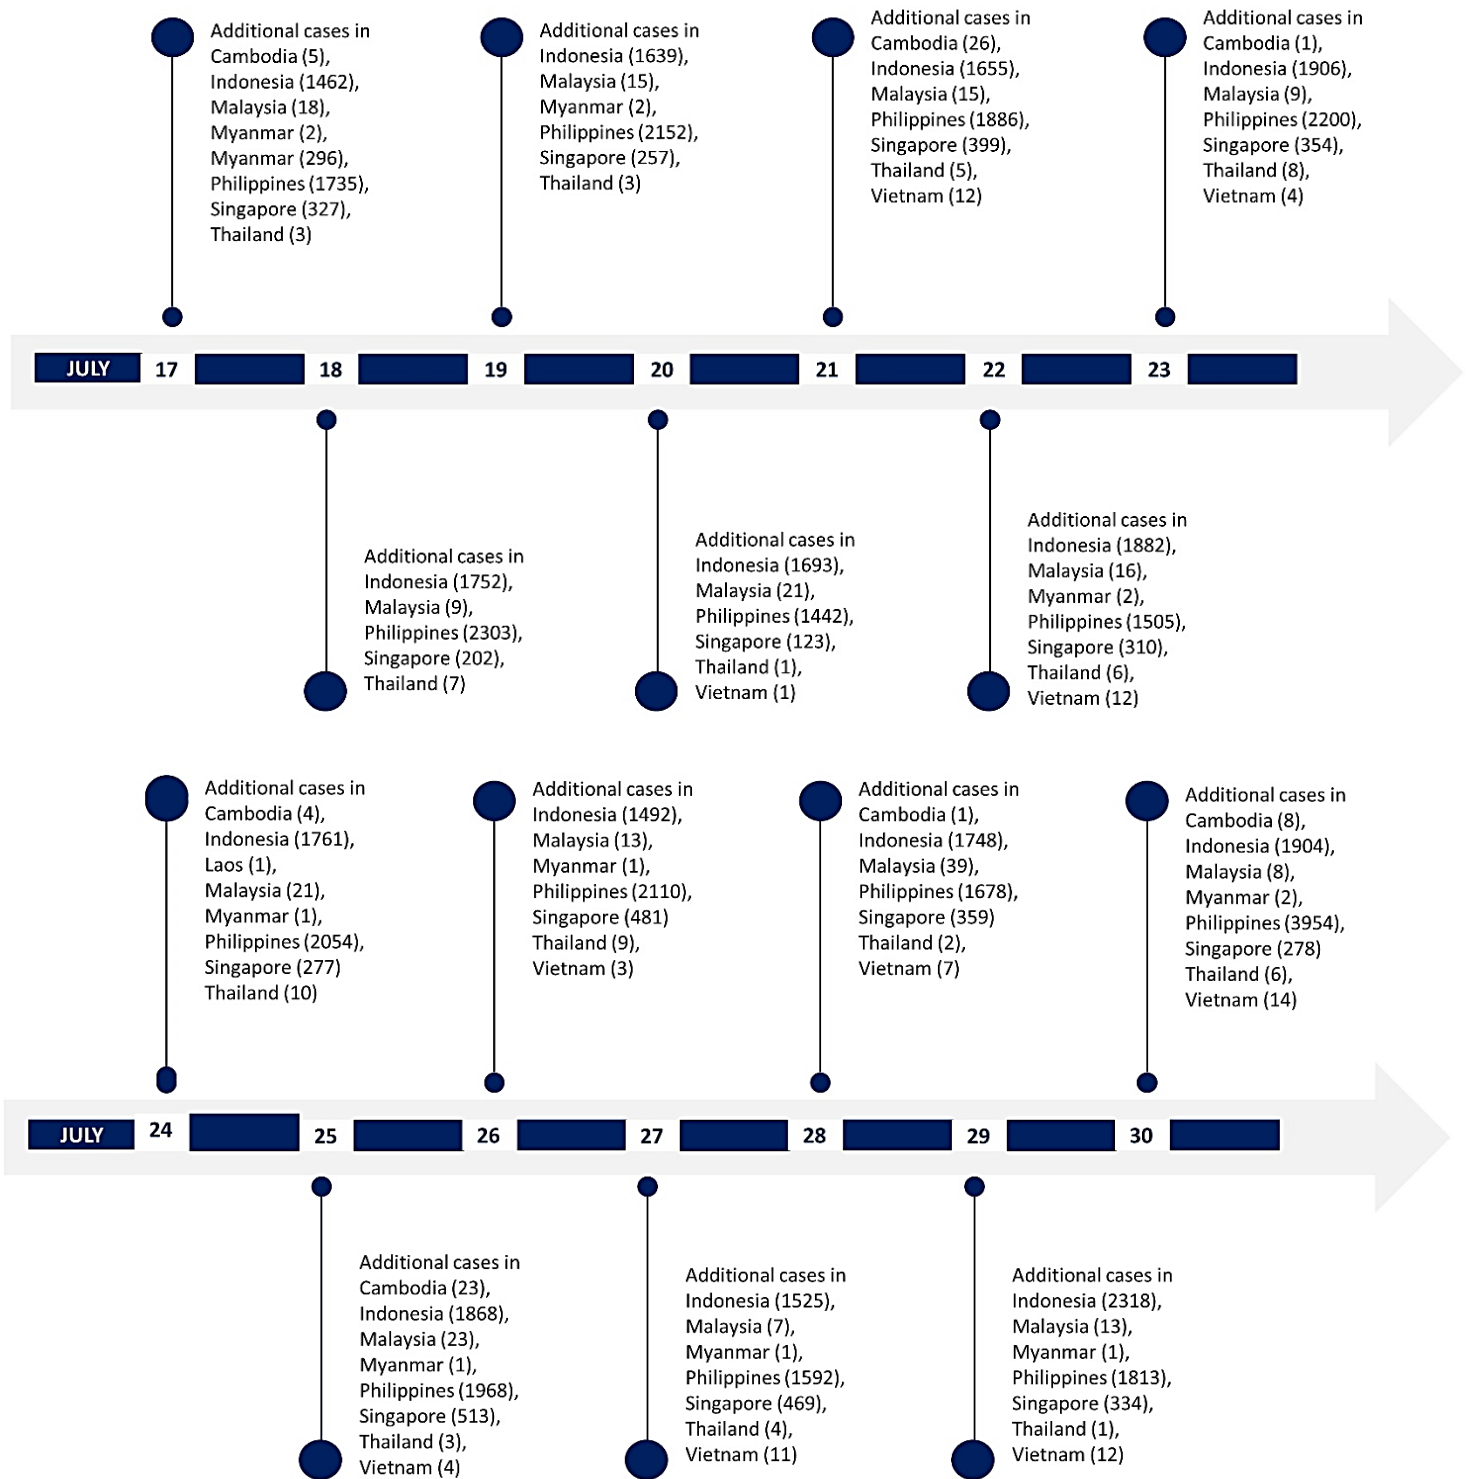 Additional cases in
Cambodia (5),
Indonesia (1462),
Malaysia (18),
Myanmar (2),
Myanmar (296),
Philippines (1735),
Singapore (327),
Thailand (3)
Additional cases in
Indonesia (1639),
Malaysia (15),
Myanmar (2),
Philippines (2152),
Singapore (257),
Thailand (3)
Additional cases in
Cambodia (26),
Indonesia (1655),
Malaysia (15),
Philippines (1886),
Singapore (399),
Thailand (5),
Vietnam (12)
Additional cases in
Cambodia (1),
Indonesia (1906),
Malaysia (9),
Philippines (2200),
Singapore (354),
Thailand (8),
Vietnam (4)
JULY 17 18 19 20 21 22 23
Additional cases in
Indonesia (1752),
Malaysia (9),
Philippines (2303),
Singapore (202),
Thailand (7)
Additional cases in
Indonesia (1693),
Malaysia (21),
Philippines (1442),
Singapore (123),
Thailand (1),
Vietnam (1)
Additional cases in
Indonesia (1882),
Malaysia (16),
Myanmar (2),
Philippines (1505),
Singapore (310),
Thailand (6),
Vietnam (12)
Additional cases in
Cambodia (4),
Indonesia (1761),
Laos (1),
Malaysia (21),
Myanmar (1),
Philippines (2054),
Singapore (277)
Thailand (10)
Additional cases in
Indonesia (1492),
Malaysia (13),
Myanmar (1),
Philippines (2110),
Singapore (481)
Thailand (9),
Vietnam (3)
Additional cases in
Cambodia (1),
Indonesia (1748),
Malaysia (39),
Philippines (1678),
Singapore (359)
Thailand (2),
Vietnam (7)
Additional cases in
Cambodia (8),
Indonesia (1904),
Malaysia (8),
Myanmar (2),
Philippines (3954),
Singapore (278)
Thailand (6),
Vietnam (14)
JULY 24 25 26 27 28 29 30
Additional cases in
Cambodia (23),
Indonesia (1868),
Malaysia (23),
Myanmar (1),
Philippines (1968),
Singapore (513),
Thailand (3),
Vietnam (4)
Additional cases in
Indonesia (1525),
Malaysia (7),
Myanmar (1),
Philippines (1592),
Singapore (469),
Thailand (4),
Vietnam (11)
Additional cases in
Indonesia (2318),
Malaysia (13),
Myanmar (1),
Philippines (1813),
Singapore (334),
Thailand (1),
Vietnam (12)